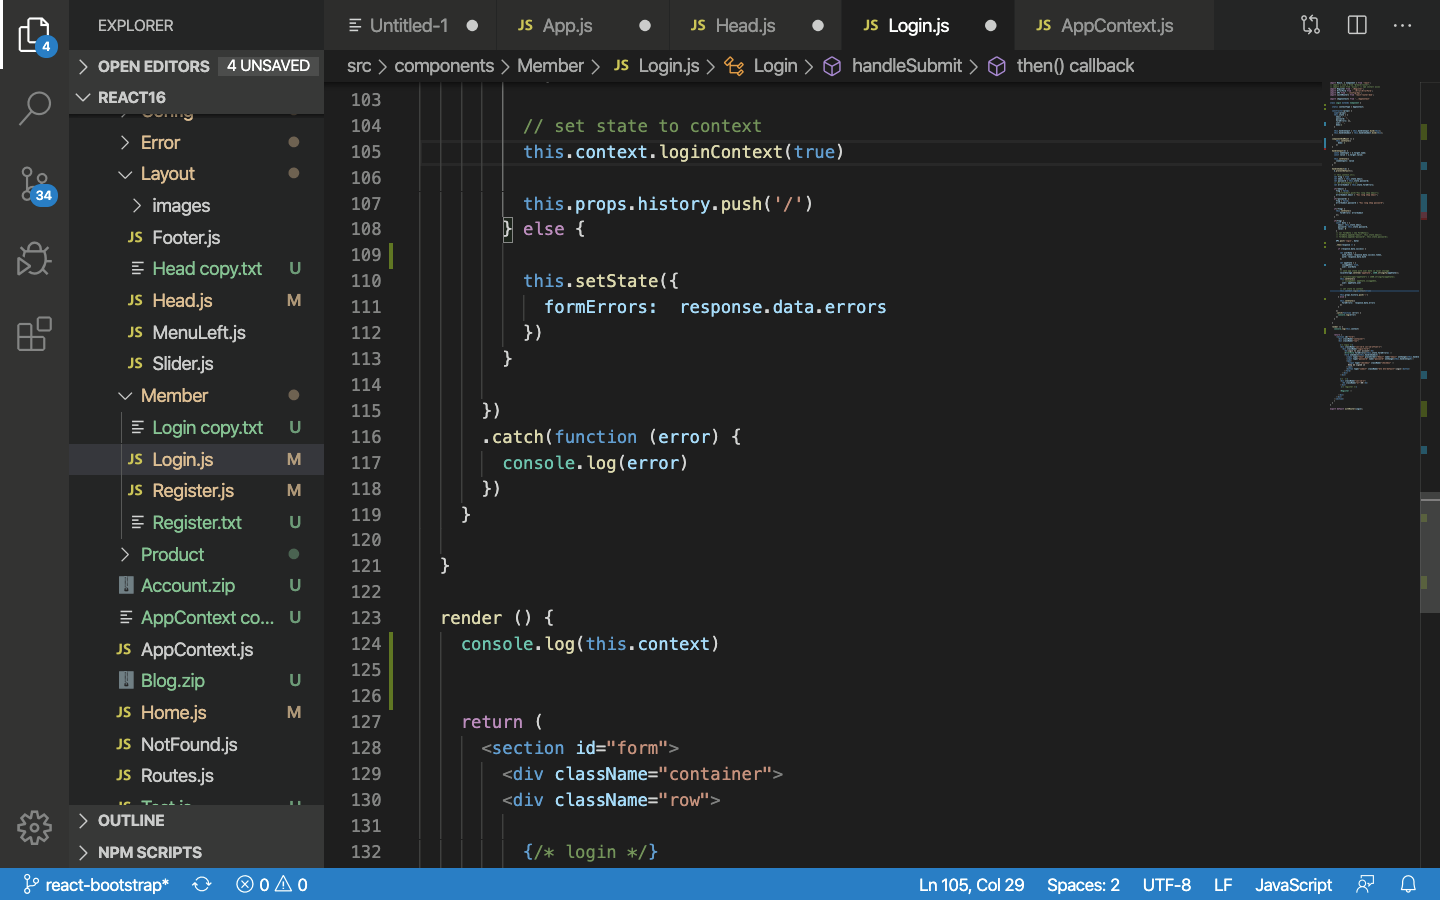 EXPLORER
OPEN EDITORS
4 UNSAVED
REACT16
Error
Layout
images
JS Footer.js
Head copy.txt U
JS Head.js M
JS MenuLeft.js
JS Slider.js
Member
Login copy.txt U
JS Login.js M
JS Register.js M
Register.txt U
Product
Account.zip U
AppContext co... U
JS AppContext.js
Blog.zip U
JS Home.js M
JS NotFound.js
JS Routes.js
OUTLINE
NPM SCRIPTS
4
34
Untitled-1
JS App.js
JS Head.js
JS Login.js
JS AppContext.js
src > components > Member > JS Login.js > Login > handleSubmit > then() callback
103
104 // set state to context
105 this.context.loginContext(true)
106
107 this.props.history.push('/')
108 } else {
109
110 this.setState({
111 formErrors: response.data.errors
112 })
113 }
114
115 })
116 .catch(function (error) {
117 console.log(error)
118 })
119 }
120
121 }
122
123 render () {
124 console.log(this.context)
125
126
127 return (
128 <section id="form">
129 <div className="container">
130 <div className="row">
131
132 {/* login */}
react-bootstrap*
0
0
Ln 105, Col 29
Spaces: 2
UTF-8
LF
JavaScript